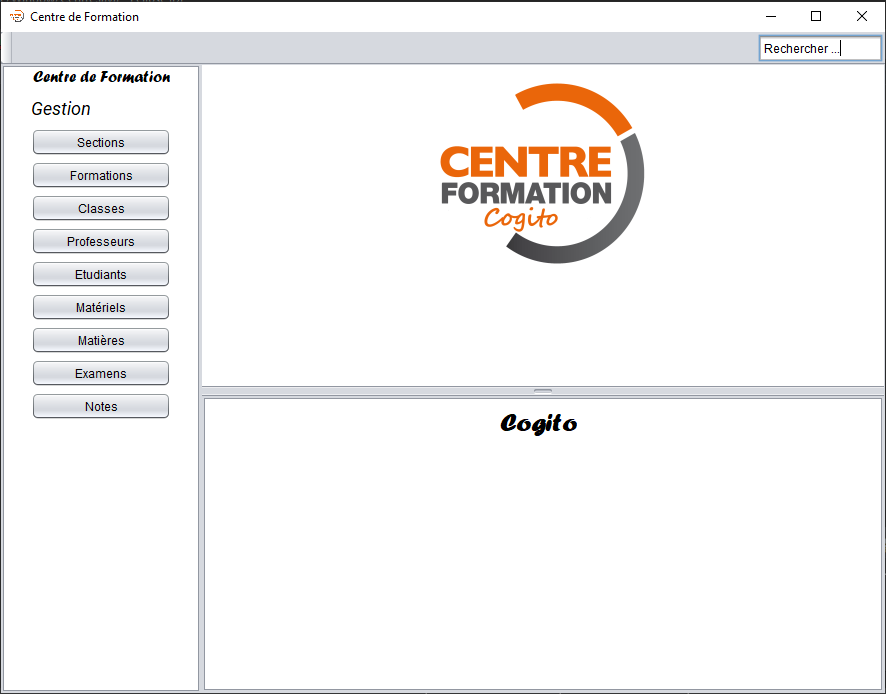 Centre de Formation
Rechercher ...
Centre de Formation
Gestion
Sections
Formations
Classes
Professeurs
Etudiants
Matériels
Matières
Examens
Notes
CENTRE
FORMATION
Cogito
Cogito